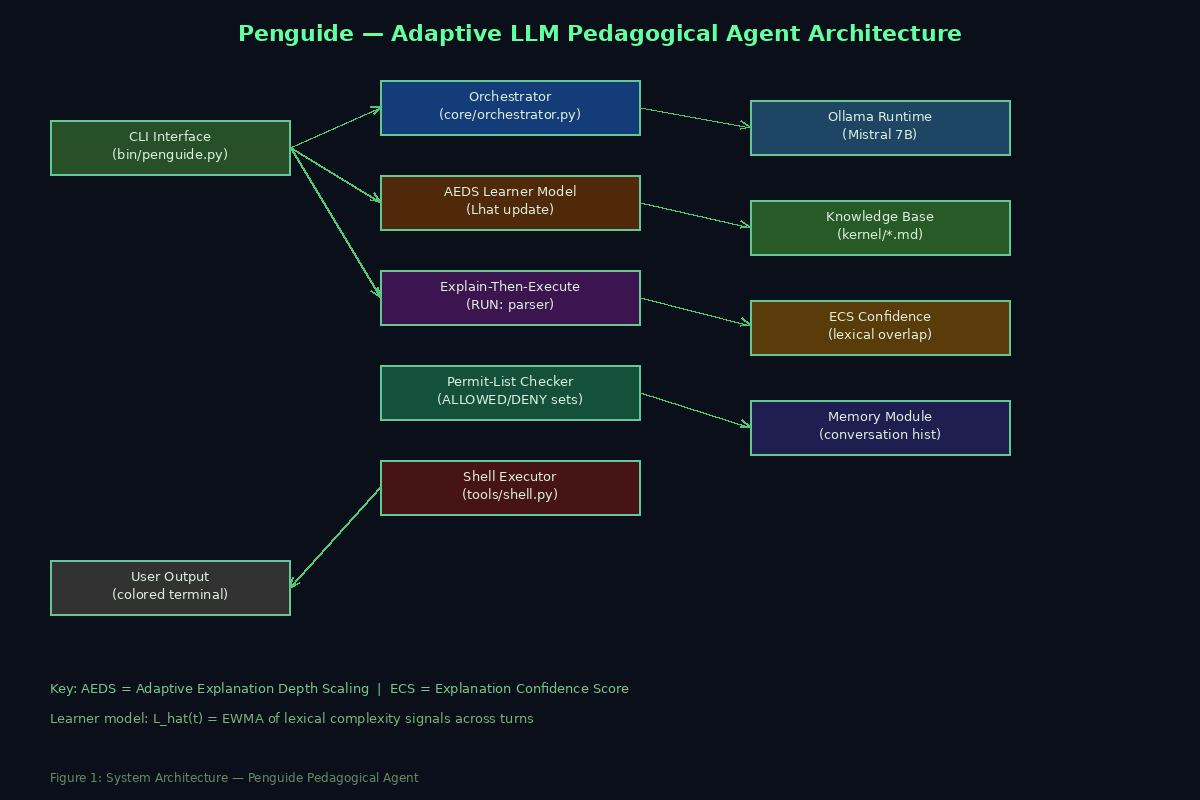 Penguide — Adaptive LLM Pedagogical Agent Architecture
CLI Interface
(bin/penguide.py)
Orchestrator
(core/orchestrator.py)
AEDS Learner Model
(Lhat update)
Explain-Then-Execute
(RUN: parser)
Permit-List Checker
(ALLOWED/DENY sets)
Shell Executor
(tools/shell.py)
Ollama Runtime
(Mistral 7B)
Knowledge Base
(kernel/*.md)
ECS Confidence
(lexical overlap)
Memory Module
(conversation hist)
User Output
(colored terminal)
Key: AEDS = Adaptive Explanation Depth Scaling | ECS = Explanation Confidence Score
Learner model: L_hat(t) = EWMA of lexical complexity signals across turns
Figure 1: System Architecture — Penguide Pedagogical Agent